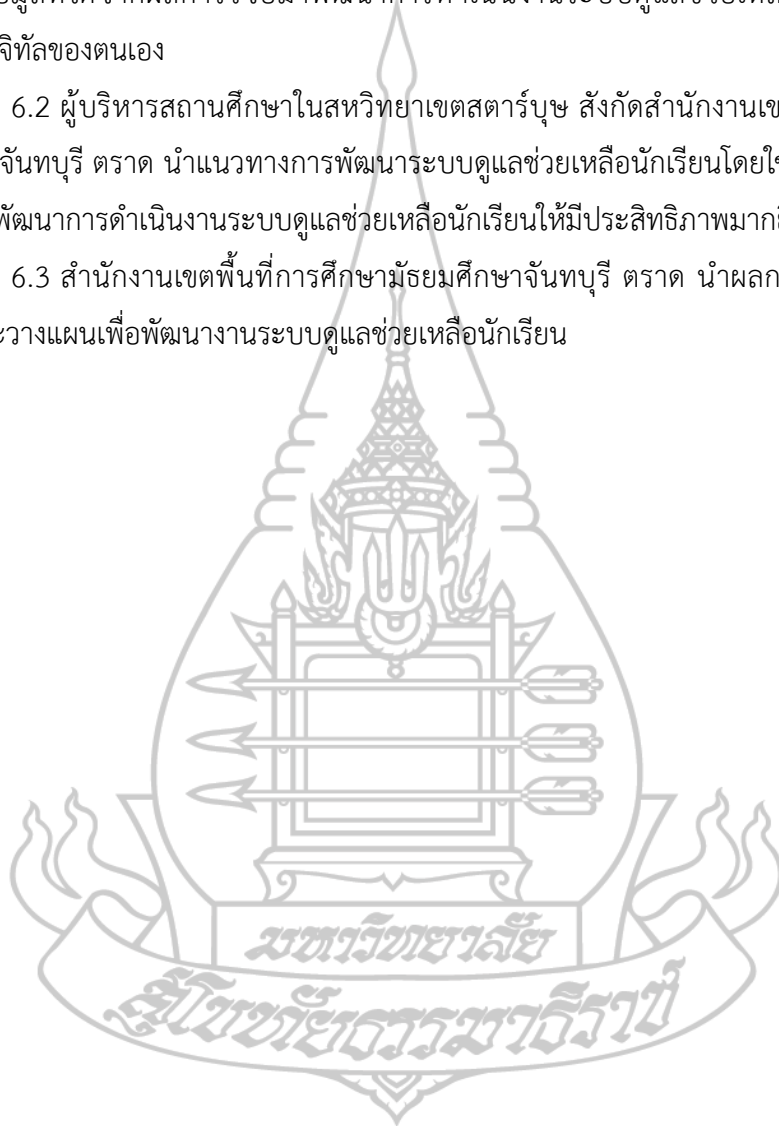 จิทัลของตนเอง
6.2 ผู้บริหารสถานศึกษาในสหวิทยาเขตสตาร์บุษ สังกัดสำนักงานเข
จันทบุรี ตราด นำแนวทางการพัฒนาระบบดูแลช่วยเหลือนักเรียนโดยใช
พัฒนาการดำเนินงานระบบดูแลช่วยเหลือนักเรียนให้มีประสิทธิภาพมาก
6.3 สำนักงานเขตพื้นที่การศึกษามัธยมศึกษาจันทบุรี ตราด นำผลก
ะวางแผนเพื่อพัฒนางานระบบดูแลช่วยเหลือนักเรียน
มหาวิทยาลัย
สุโขทัยธรรมาธิราช